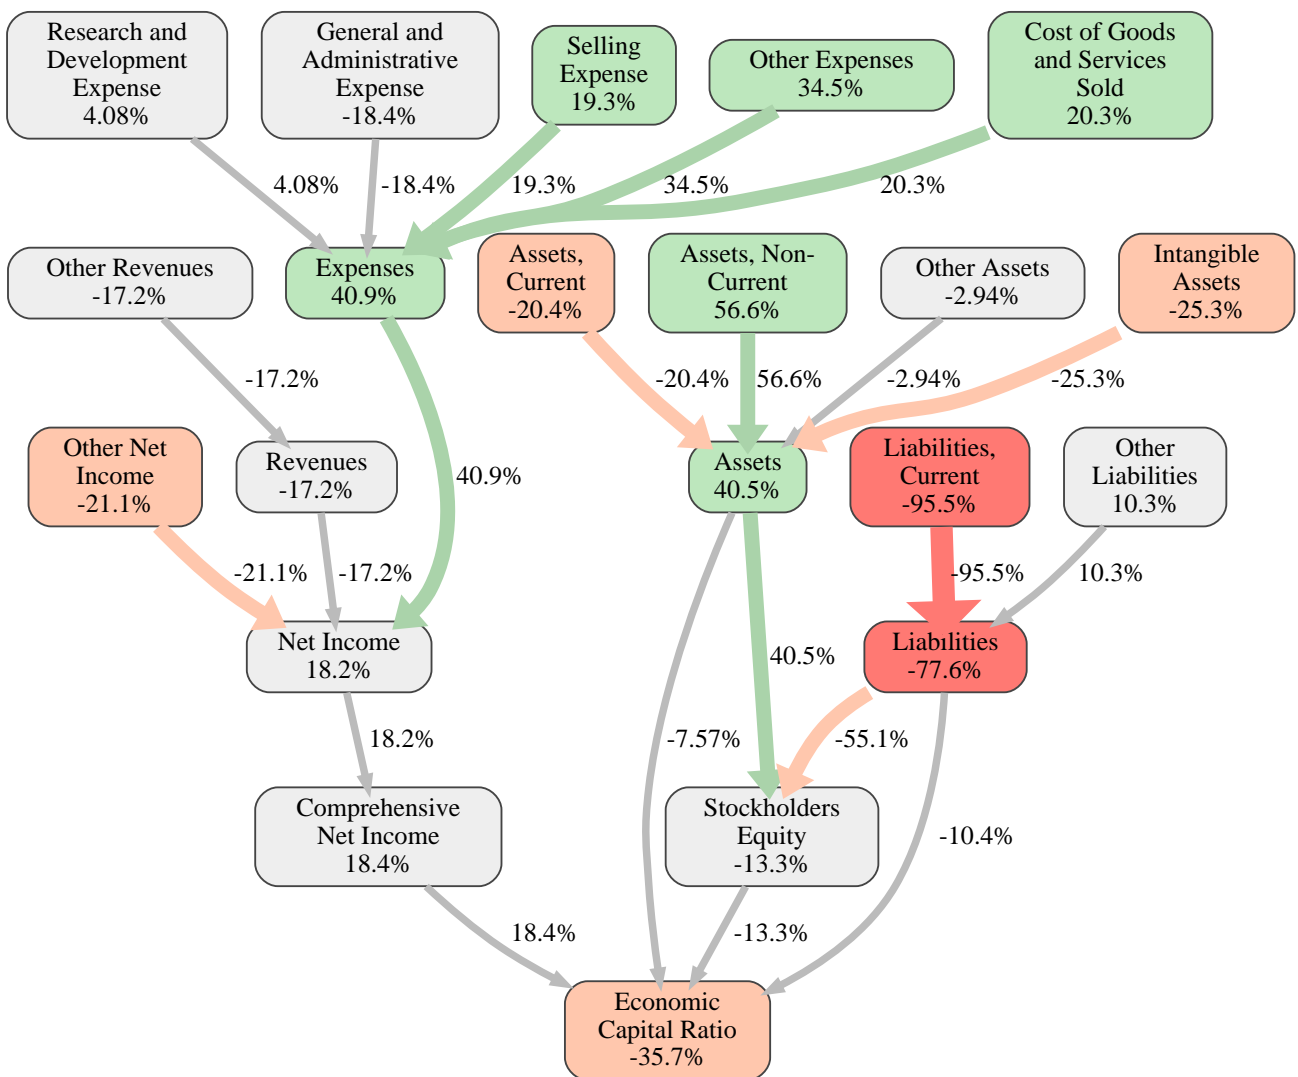 Research and
Development
Expense
4.08%
General and
Administrative
Expense
-18.4%
Selling
Expense
19.3%
Other Expenses
34.5%
Cost of Goods
and Services
Sold
20.3%
4.08%
-18.4%
19.3%
34.5%
20.3%
Other Revenues
-17.2%
Expenses
40.9%
Assets,
Current
-20.4%
Assets, Non-
Current
56.6%
Other Assets
-2.94%
Intangible
Assets
-25.3%
-17.2%
-20.4%
56.6%
-2.94%
-25.3%
Other Net
Income
-21.1%
Revenues
-17.2%
40.9%
Assets
40.5%
Liabilities,
Current
-95.5%
Other
Liabilities
10.3%
-21.1%
-17.2%
-95.5%
10.3%
Net Income
18.2%
40.5%
Liabilities
-77.6%
18.2%
-7.57%
-55.1%
Comprehensive
Net Income
18.4%
Stockholders
Equity
-13.3%
-10.4%
18.4%
-13.3%
Economic
Capital Ratio
-35.7%